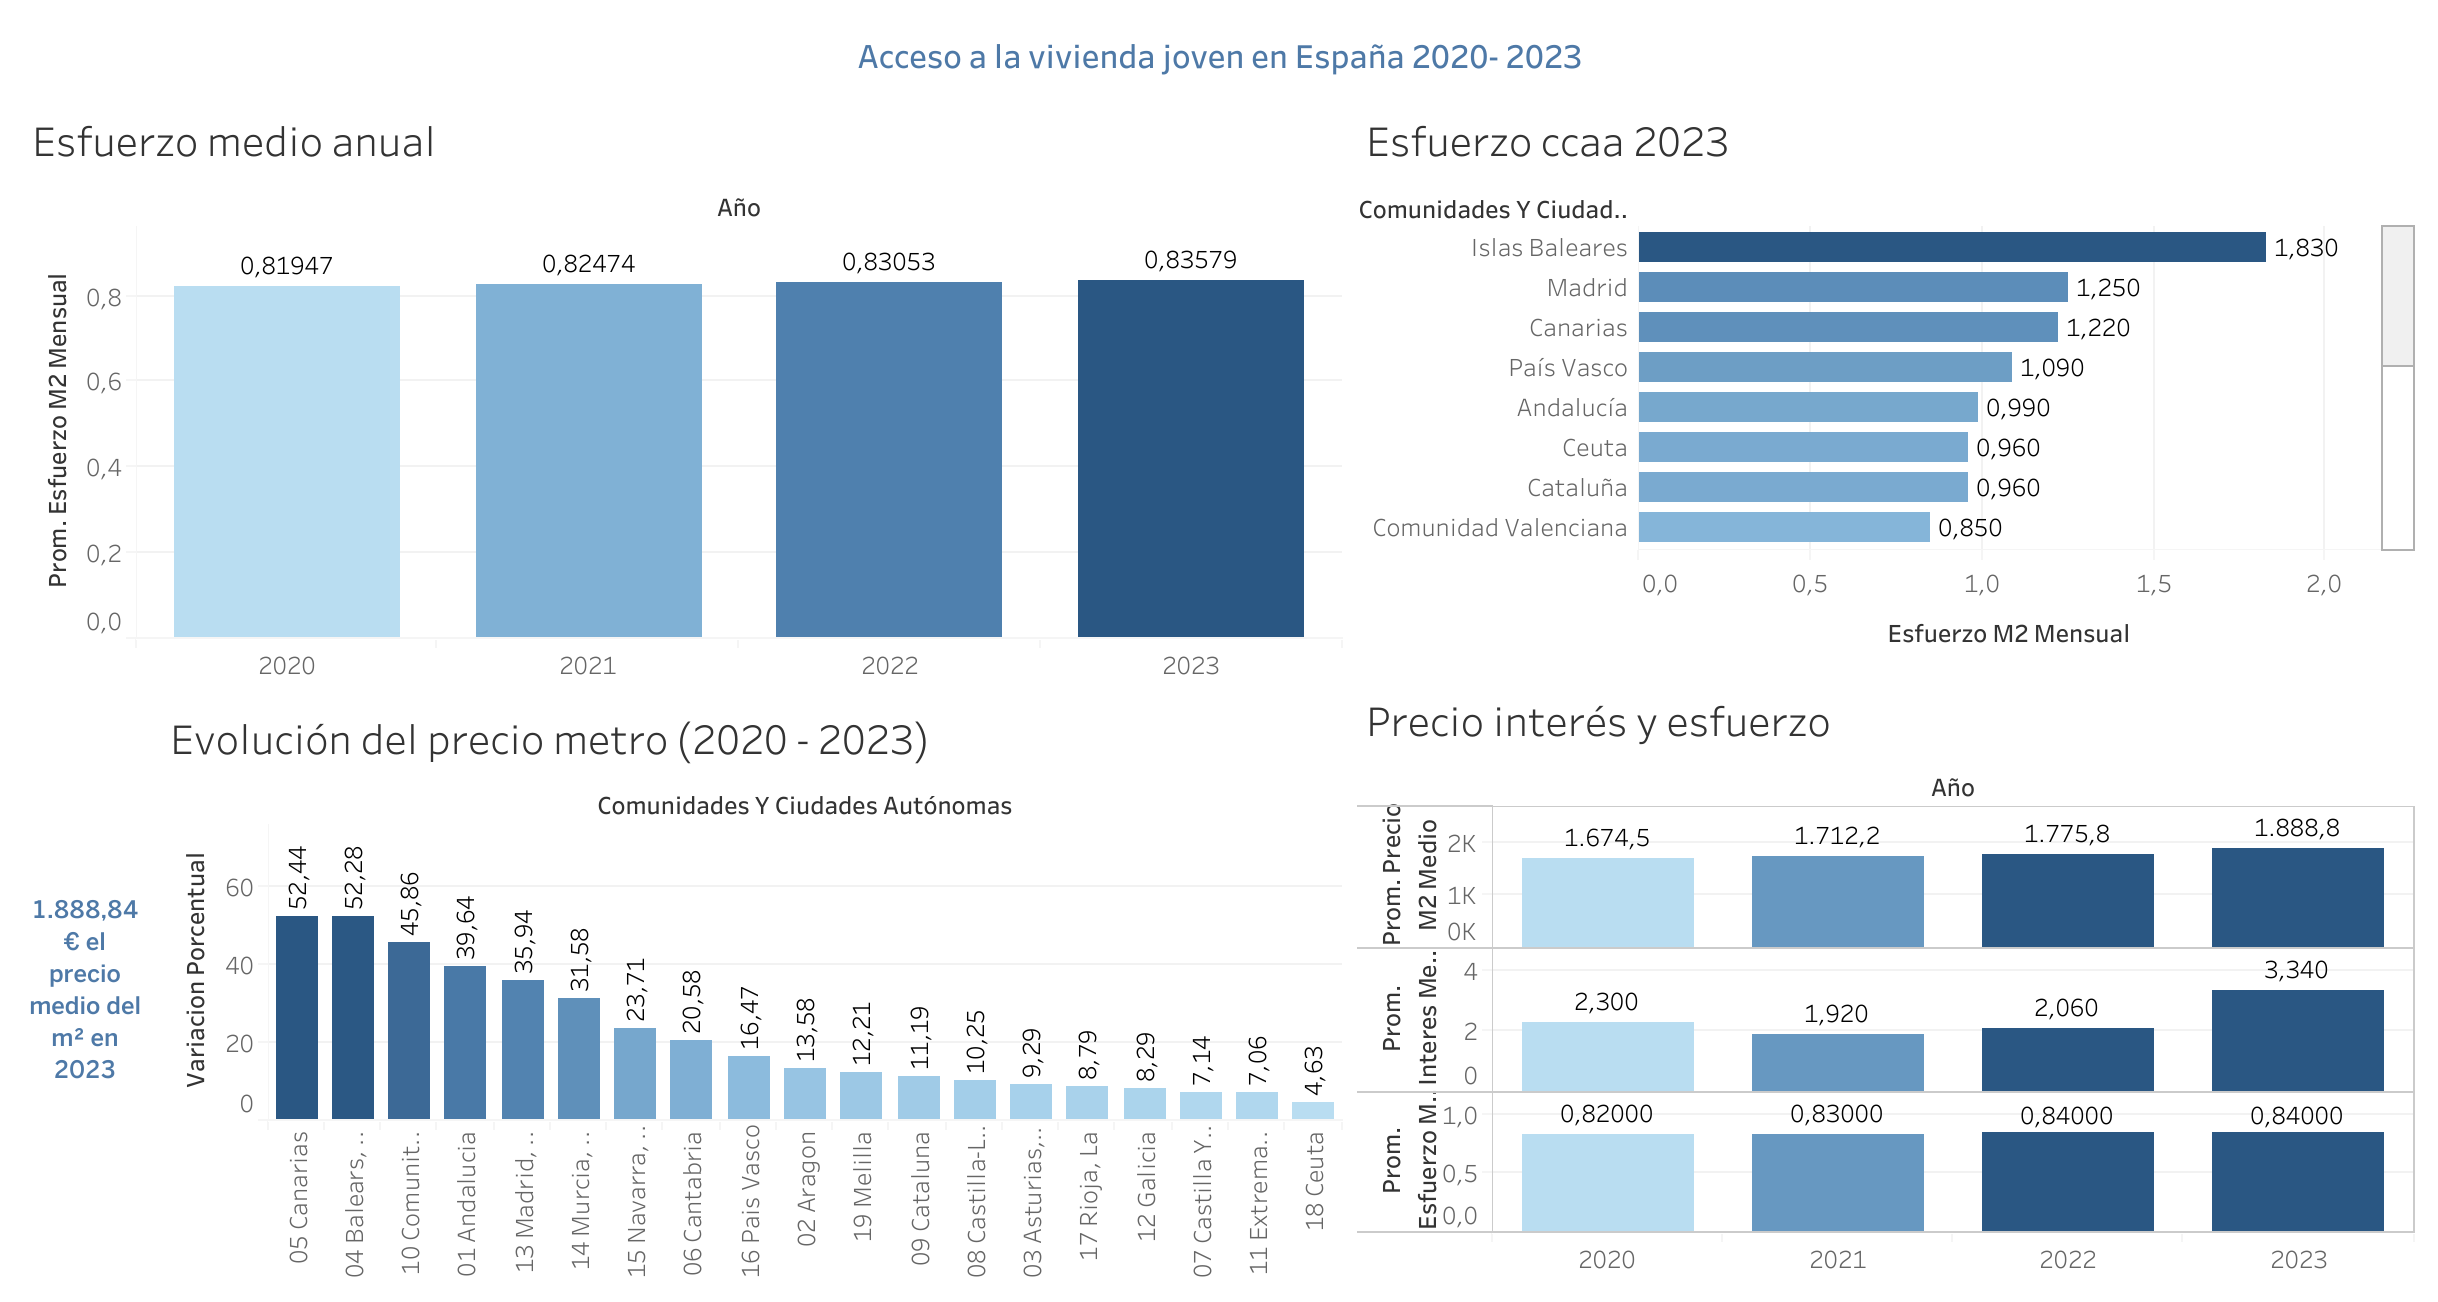 Acceso a la vivienda joven en España 2020- 2023
Esfuerzo medio anual
Año
Prom. Esfuerzo M2 Mensual
0,8
0,6
0,4
0,2
0,0
0,81947
0,82474
0,83053
0,83579
2020
2021
2022
2023
Esfuerzo ccaa 2023
Comunidades Y Ciudad..
Islas Baleares 1,830
Madrid 1,250
Canarias 1,220
País Vasco 1,090
Andalucía 0,990
Ceuta 0,960
Cataluña 0,960
Comunidad Valenciana 0,850
0,0 0,5 1,0 1,5 2,0
Esfuerzo M2 Mensual
1.888,84
€ el
precio
medio del
m² en
2023
Evolución del precio metro (2020 - 2023)
Comunidades Y Ciudades Autónomas
Variacion Porcentual
60
40
20
0
52,44
52,28
45,86
39,64
35,94
31,58
23,71
20,58
16,47
13,58
12,21
11,19
10,25
9,29
8,79
8,29
7,14
7,06
4,63
05 Canarias
04 Balears, ..
10 Comunit..
01 Andalucia
13 Madrid, ..
14 Murcia, ..
15 Navarra, ..
06 Cantabria
16 Pais Vasco
02 Aragon
19 Melilla
09 Cataluna
08 Castilla-L..
03 Asturias,..
17 Rioja, La
12 Galicia
07 Castilla Y..
11 Extrema..
18 Ceuta
Precio interés y esfuerzo
Año
Prom. Precio
M2 Medio
2K
1K
0K
1.674,5
1.712,2
1.775,8
1.888,8
Prom.
Interes Me..
4
2
0
2,300
1,920
2,060
3,340
Prom.
Esfuerzo M..
1,0
0,5
0,0
0,82000
0,83000
0,84000
0,84000
2020
2021
2022
2023